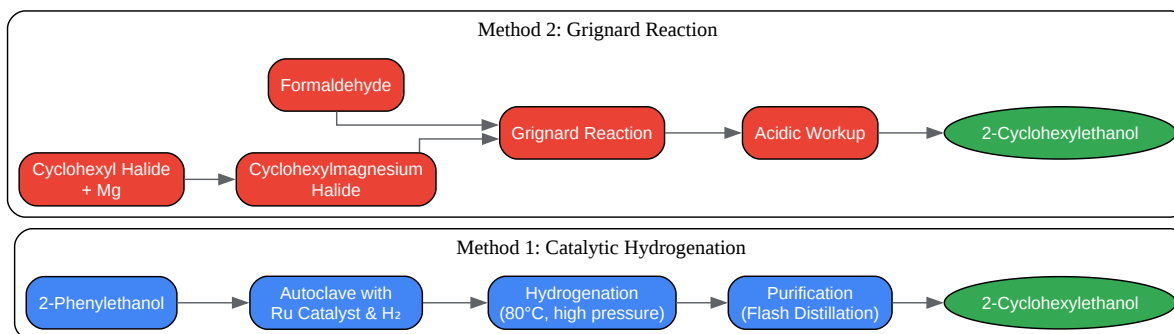 Method 2: Grignard Reaction
Formaldehyde
Grignard Reaction
Acidic Workup
2-Cyclohexylethanol
Cyclohexyl Halide
+ Mg
Cyclohexylmagnesium
Halide
Method 1: Catalytic Hydrogenation
2-Phenylethanol
Autoclave with
Ru Catalyst & H₂
Hydrogenation
(80°C, high pressure)
Purification
(Flash Distillation)
2-Cyclohexylethanol